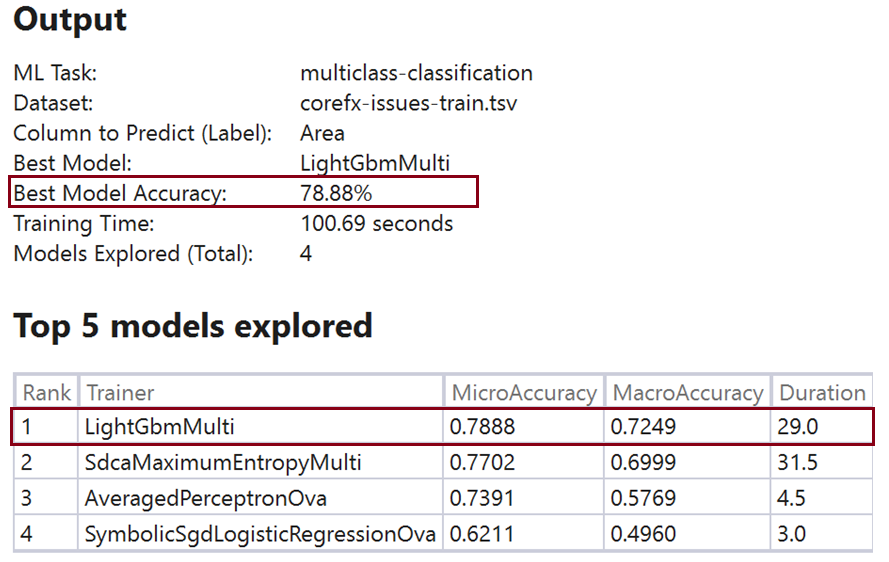 Output
ML Task: multiclass-classification
Dataset: corefx-issues-train.tsv
Column to Predict (Label): Area
Best Model: LightGbmMulti
Best Model Accuracy: 78.88%
Training Time: 100.69 seconds
Models Explored (Total): 4
Top 5 models explored
Rank Trainer MicroAccuracy MacroAccuracy Duration
1 LightGbmMulti 0.7888 0.7249 29.0
2 SdcaMaximumEntropyMulti 0.7702 0.6999 31.5
3 AveragedPerceptronOva 0.7391 0.5769 4.5
4 SymbolicSgdLogisticRegressionOva 0.6211 0.4960 3.0